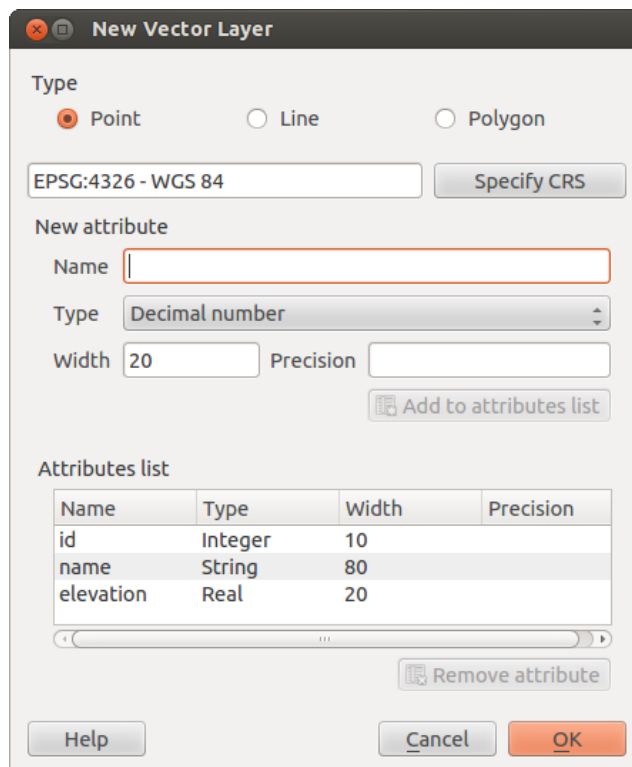 New Vector Layer
Type
Point Line Polygon
EPSG:4326 - WGS 84 Specify CRS
New attribute
Name
Type Decimal number
Width 20 Precision
Add to attributes list
Attributes list
Name Type Width Precision
id Integer 10
name String 80
elevation Real 20
Remove attribute
Help Cancel OK